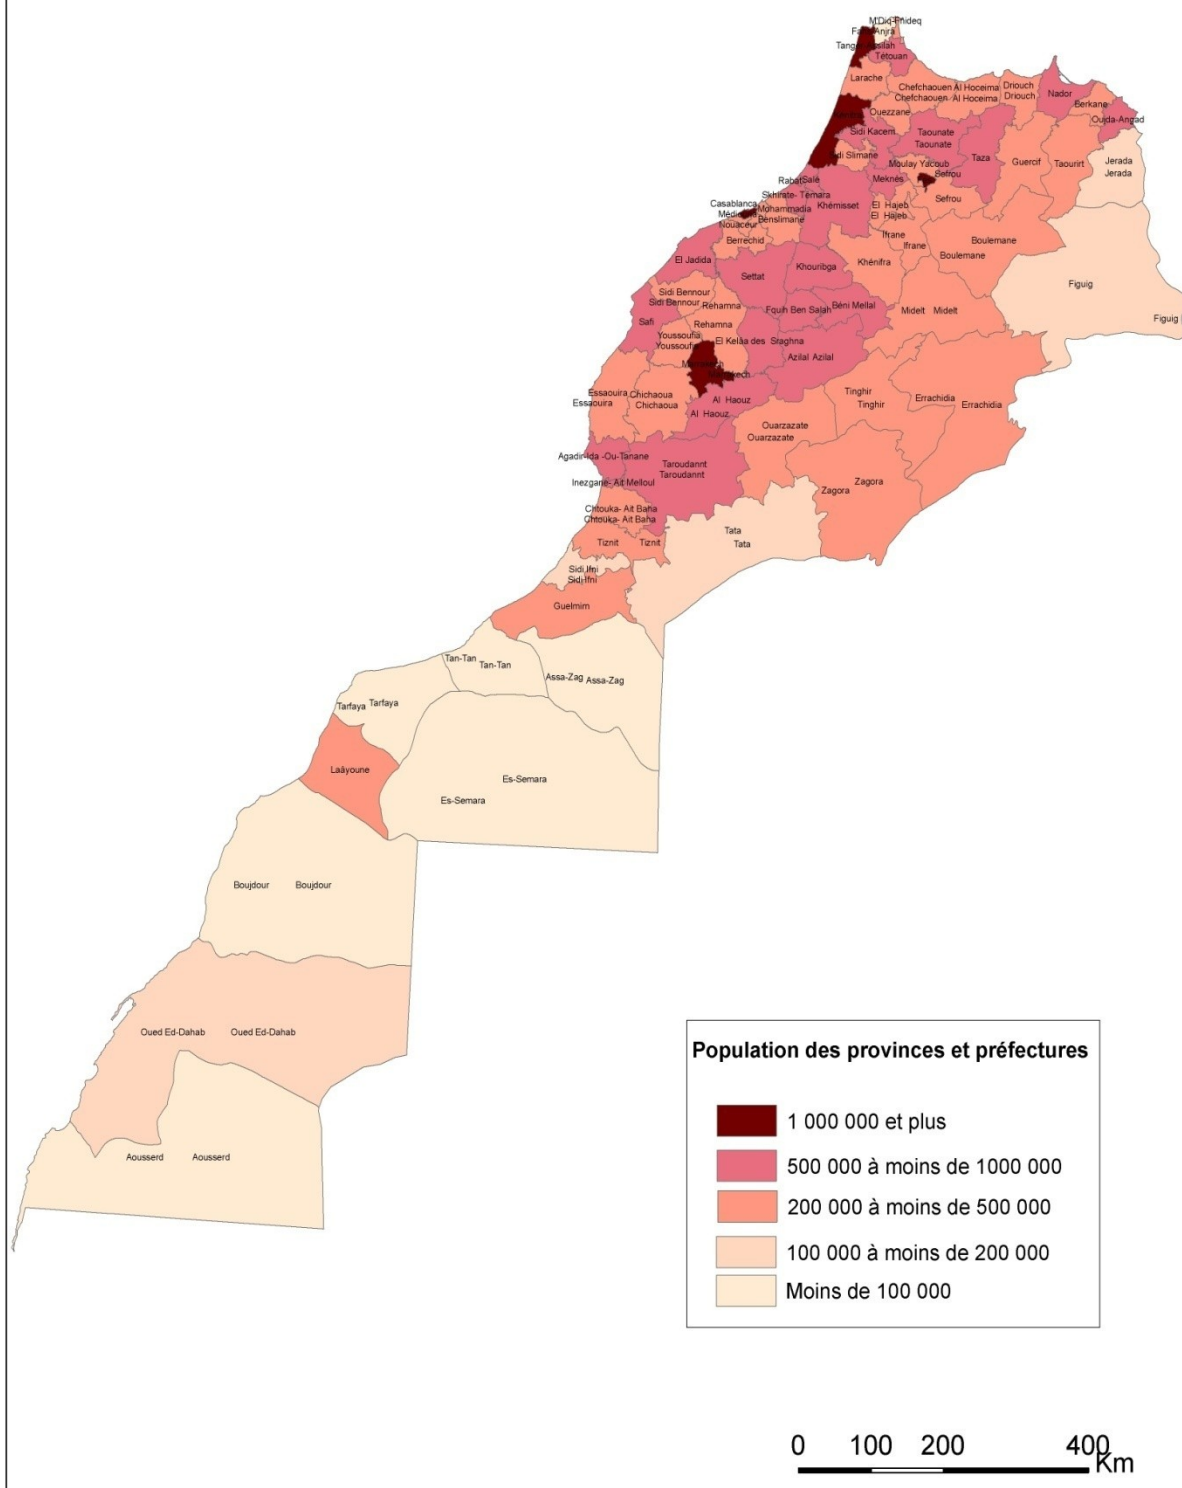 M'Diq-Fnideq
Fahs-Anjra
Tanger-Assilah
Tétouan
Larache
Chefchaouen
Chefchaouen
Al Hoceima
Al Hoceima
Driouch
Driouch
Nador
Berkane
Oujda-Angad
Ouezzane
Sidi Kacem
Taounate
Taounate
Taza
Guercif
Taourirt
Jerada
Jerada
Sidi Slimane
Moulay Yacoub
Meknès
Sefrou
Sefrou
Rabat
Salé
Skhirate- Témara
Khémisset
El Hajeb
El Hajeb
Casablanca
Mohammadia
Médiouna
Nouaceur
Benslimane
Berrechid
Ifrane
Ifrane
Boulemane
Boulemane
El Jadida
Settat
Khouribga
Khénifra
Figuig
Figuig
Sidi Bennour
Sidi Bennour
Rehamna
Rehamna
Fquih Ben Salah
Béni Mellal
Midelt Midelt
Safi
Youssoufia
Youssoufia
El Kelâa des Sraghna
Azilal Azilal
Marrakech
Marrakech
Essaouira
Essaouira
Chichaoua
Chichaoua
Al Haouz
Al Haouz
Tinghir
Tinghir
Errachidia
Errachidia
Ouarzazate
Ouarzazate
Agadir-Ida -Ou-Tanane
Taroudannt
Taroudannt
Inezgane- Ait Melloul
Zagora
Zagora
Chtouka- Ait Baha
Chtouka- Ait Baha
Tiznit Tiznit
Tata
Tata
Sidi Ifni
Sidi Ifni
Guelmim
Tan-Tan
Tan-Tan
Assa-Zag Assa-Zag
Tarfaya
Tarfaya
Laâyoune
Es-Semara
Es-Semara
Boujdour Boujdour
Oued Ed-Dahab Oued Ed-Dahab
Aousserd Aousserd
Population des provinces et préfectures
1 000 000 et plus
500 000 à moins de 1000 000
200 000 à moins de 500 000
100 000 à moins de 200 000
Moins de 100 000
0 100 200 400
Km